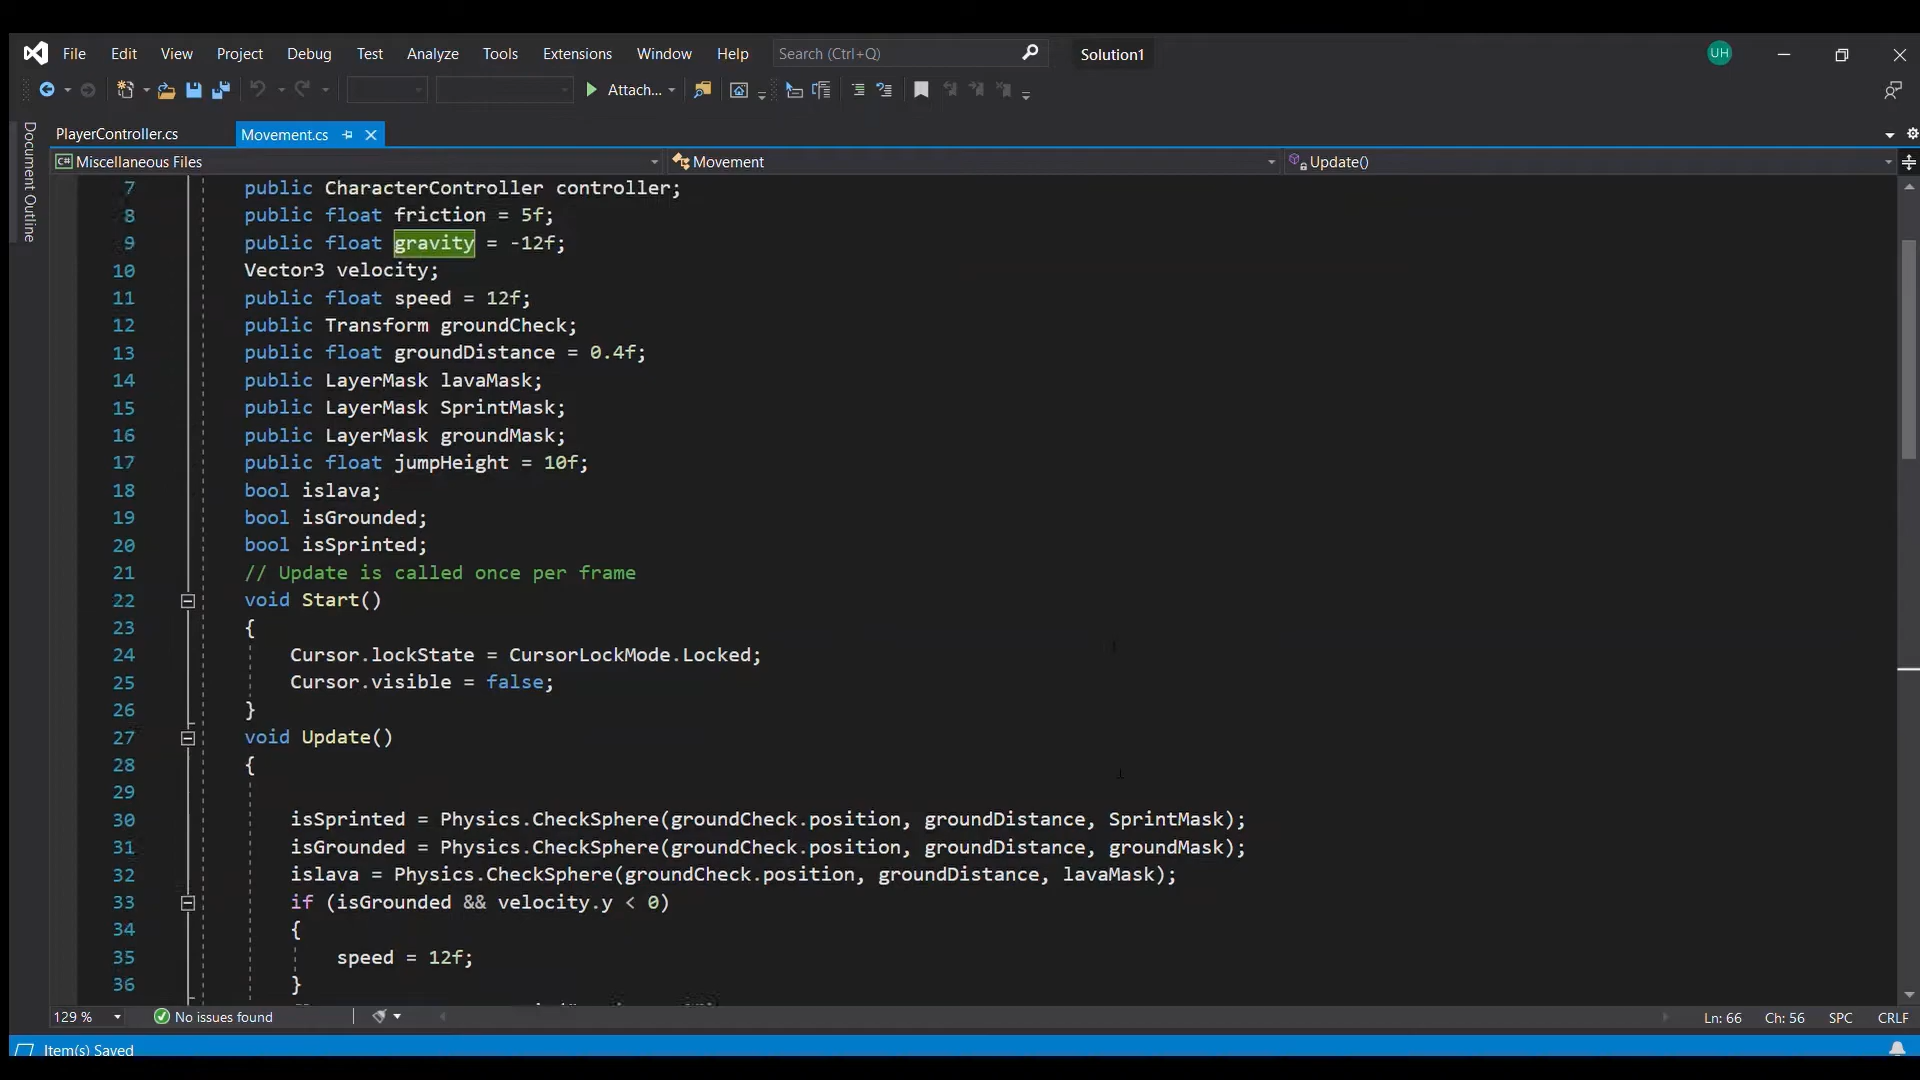 File Edit View Project Debug Test Analyze Tools Extensions Window Help Search (Ctrl+Q) Solution1 UH
Attach...
Document Outline
PlayerController.cs Movement.cs
C# Miscellaneous Files Movement Update()
7 public CharacterController controller;
8 public float friction = 5f;
9 public float gravity = -12f;
10 Vector3 velocity;
11 public float speed = 12f;
12 public Transform groundCheck;
13 public float groundDistance = 0.4f;
14 public LayerMask lavaMask;
15 public LayerMask SprintMask;
16 public LayerMask groundMask;
17 public float jumpHeight = 10f;
18 bool islava;
19 bool isGrounded;
20 bool isSprinted;
21 // Update is called once per frame
22 void Start()
23 {
24 Cursor.lockState = CursorLockMode.Locked;
25 Cursor.visible = false;
26 }
27 void Update()
28 {
29
30 isSprinted = Physics.CheckSphere(groundCheck.position, groundDistance, SprintMask);
31 isGrounded = Physics.CheckSphere(groundCheck.position, groundDistance, groundMask);
32 islava = Physics.CheckSphere(groundCheck.position, groundDistance, lavaMask);
33 if (isGrounded && velocity.y < 0)
34 {
35 speed = 12f;
36 }
129 % No issues found Ln: 66 Ch: 56 SPC CRLF
Item(s) Saved